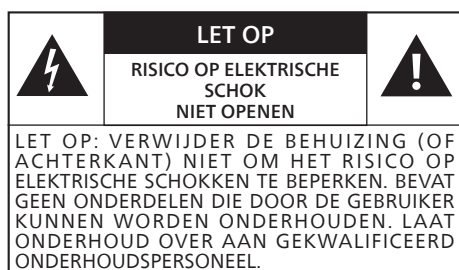 LET OP
RISICO OP ELEKTRISCHE
SCHOK
NIET OPENEN
LET OP: VERWIJDER DE BEHUIZING (OF
ACHTERKANT) NIET OM HET RISICO OP
ELEKTRISCHE SCHOKKEN TE BEPERKEN. BEVAT
GEEN ONDERDELEN DIE DOOR DE GEBRUIKER
KUNNEN WORDEN ONDERHOUDEN. LAAT
ONDERHOUD OVER AAN GEKWALIFICEERD
ONDERHOUDSPERSONEEL.